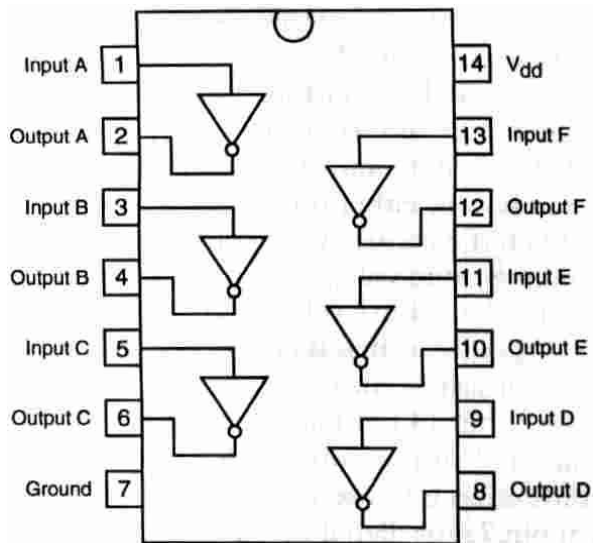 Input A 1
Output A 2
Input B 3
Output B 4
Input C 5
Output C 6
Ground 7
14 Vdd
13 Input F
12 Output F
11 Input E
10 Output E
9 Input D
8 Output D